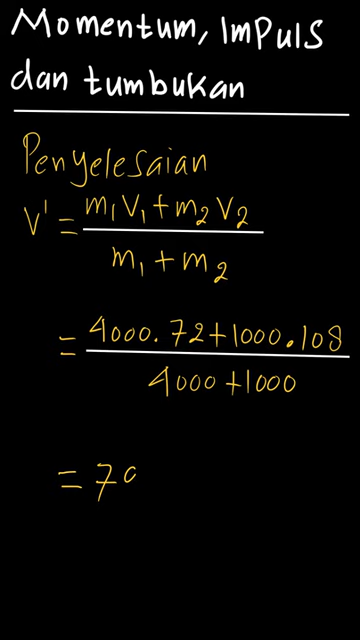 Momentum, Impuls
dan tumbukan
Penyelesaian
v' = m₁v₁ + m₂v₂
m₁ + m₂
= 4000.72 + 1000.108
4000 + 1000
= 7